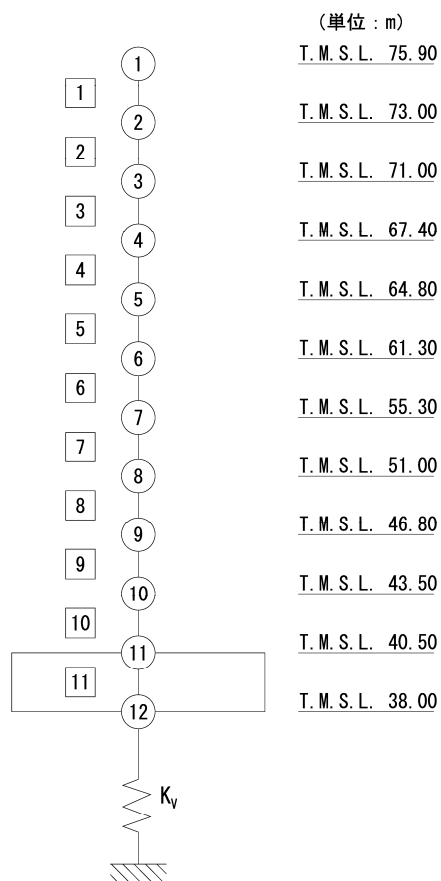 (単位：m)
① T.M.S.L. 75.90
1
② T.M.S.L. 73.00
2
③ T.M.S.L. 71.00
3
④ T.M.S.L. 67.40
4
⑤ T.M.S.L. 64.80
5
⑥ T.M.S.L. 61.30
6
⑦ T.M.S.L. 55.30
7
⑧ T.M.S.L. 51.00
8
⑨ T.M.S.L. 46.80
9
⑩ T.M.S.L. 43.50
10
⑪ T.M.S.L. 40.50
11
⑫ T.M.S.L. 38.00
Kv